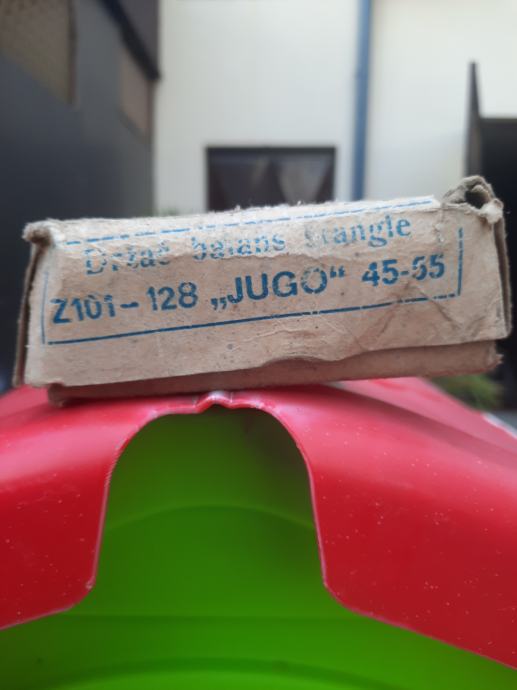 Držač balans štangle
Z101-128 „JUGO“ 45-55